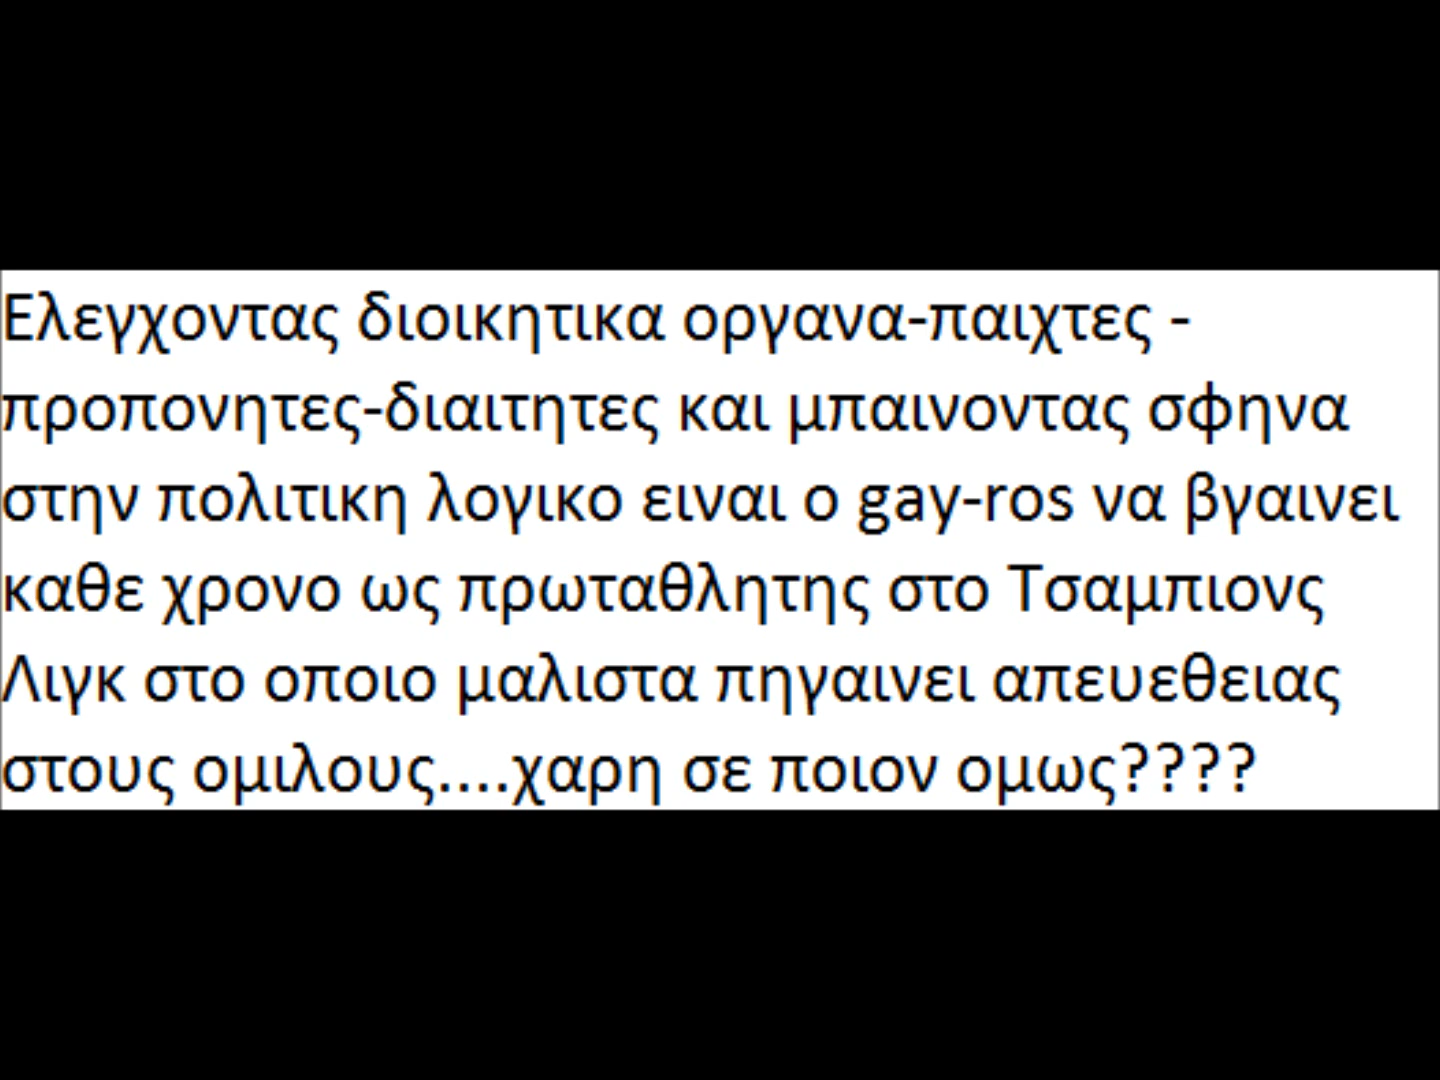 Ελεγχοντας διοικητικα οργανα-παιχτες -
προπονητες-διαιτητες και μπαινοντας σφηνα
στην πολιτικη λογικο ειναι ο gay-ros να βγαινει
καθε χρονο ως πρωταθλητης στο Τσαμπιονς
Λιγκ στο οποιο μαλιστα πηγαινει απευεθειας
στους ομιλους....χαρη σε ποιον ομως????